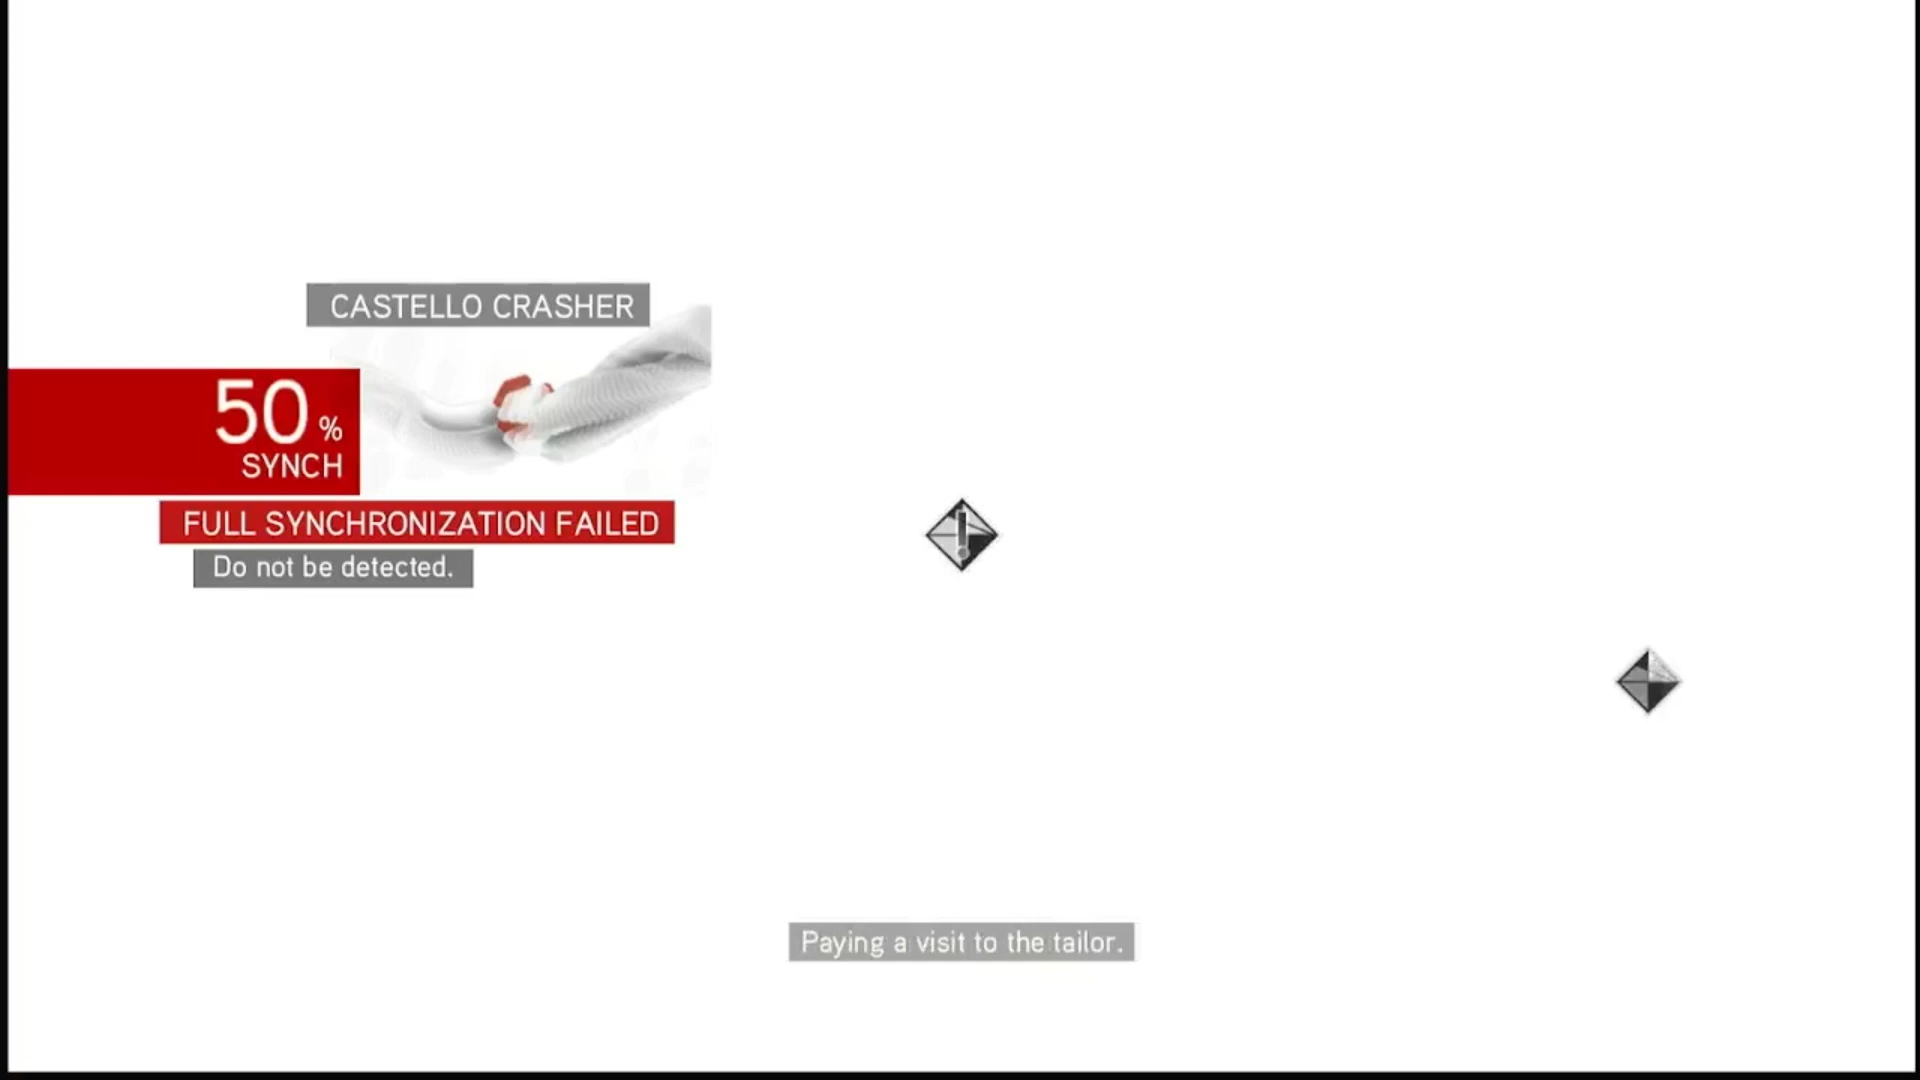 CASTELLO CRASHER
50 %
SYNCH
FULL SYNCHRONIZATION FAILED
Do not be detected.
Paying a visit to the tailor.